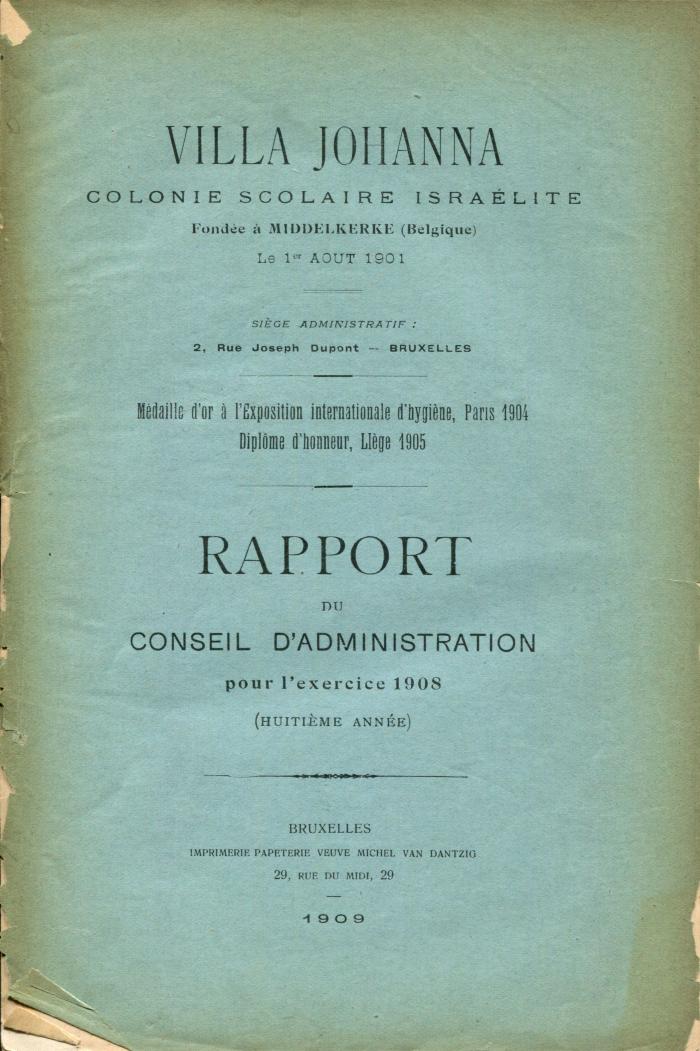 VILLA JOHANNA
COLONIE SCOLAIRE ISRAÉLITE
Fondée à MIDDELKERKE (Belgique)
Le 1er AOUT 1901
SIÈGE ADMINISTRATIF :
2, Rue Joseph Dupont — BRUXELLES
Médaille d'or à l'Exposition internationale d'hygiène, Paris 1904
Diplôme d'honneur, LIège 1905
RAPPORT
DU
CONSEIL D'ADMINISTRATION
pour l'exercice 1908
(HUITIÈME ANNÉE)
BRUXELLES
IMPRIMERIE PAPETERIE VEUVE MICHEL VAN DANTZIG
29, RUE DU MIDI, 29
1909